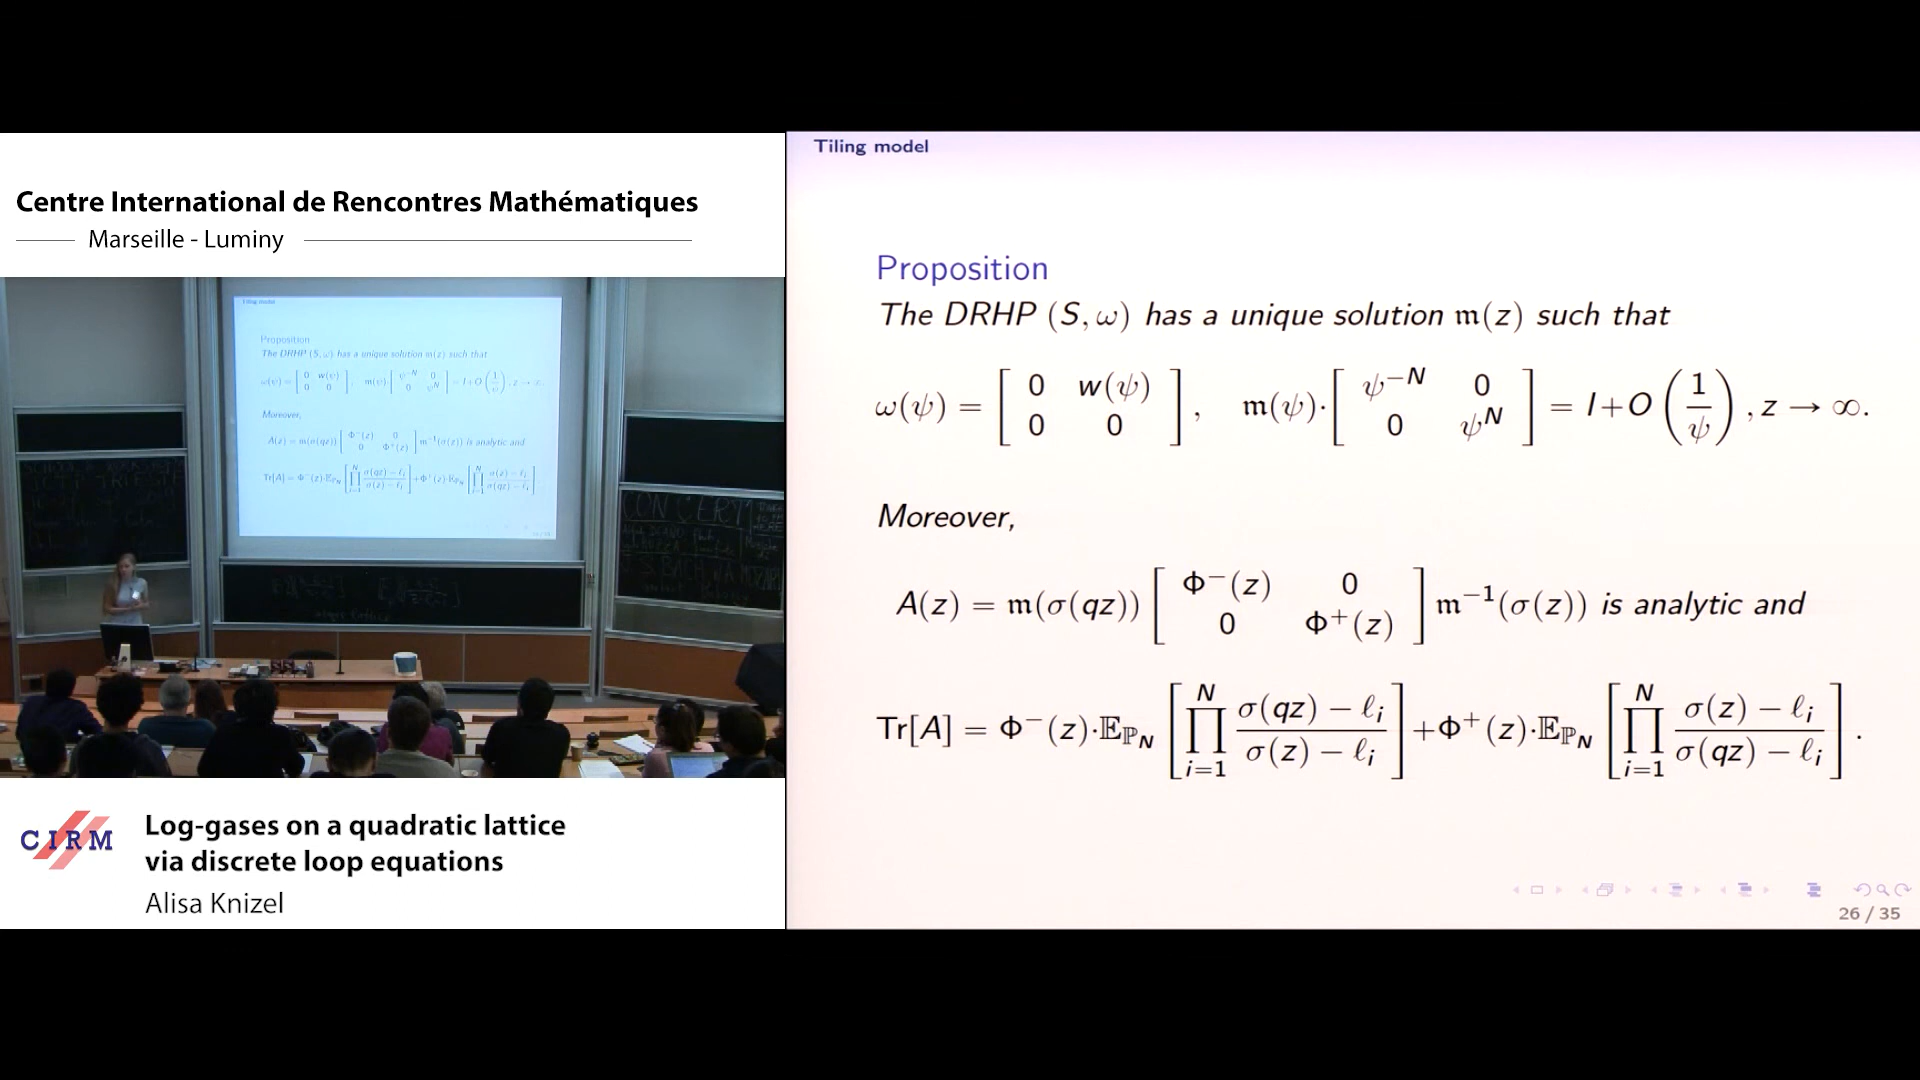 Centre International de Rencontres Mathématiques
Marseille - Luminy
CIRM
Log-gases on a quadratic lattice
via discrete loop equations
Alisa Knizel
Tiling model
Proposition
The DRHP (S, ω) has a unique solution 𝔪(z) such that
ω(ψ) = [ 0 w(ψ) ; 0 0 ], 𝔪(ψ)·[ ψ^{-N} 0 ; 0 ψ^N ] = I+O(1/ψ), z → ∞.
Moreover,
A(z) = 𝔪(σ(qz)) [ Φ⁻(z) 0 ; 0 Φ⁺(z) ] 𝔪⁻¹(σ(z)) is analytic and
Tr[A] = Φ⁻(z)·𝔼_{ℙ_N} [ ∏_{i=1}^{N} (σ(qz) − ℓ_i)/(σ(z) − ℓ_i) ] + Φ⁺(z)·𝔼_{ℙ_N} [ ∏_{i=1}^{N} (σ(z) − ℓ_i)/(σ(qz) − ℓ_i) ].
26 / 35